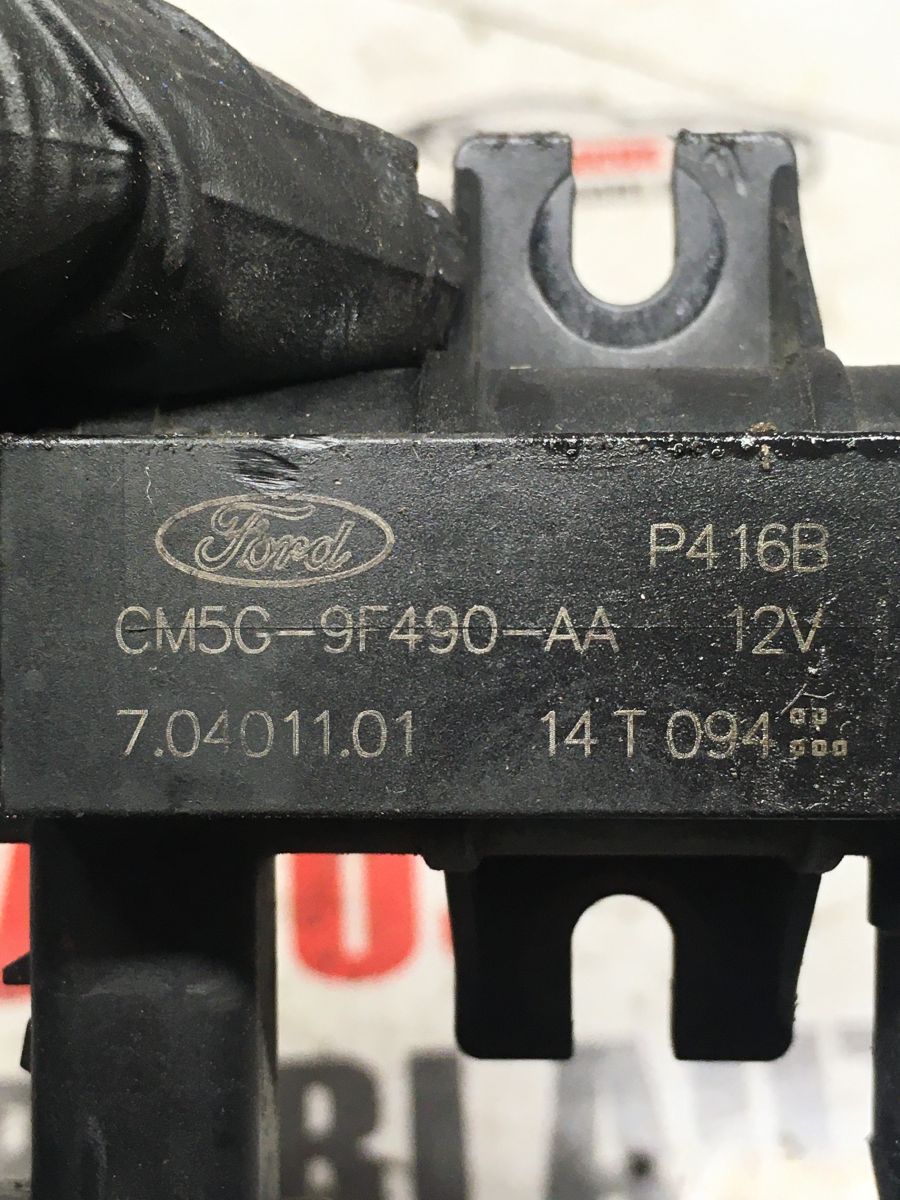 Ford
P416B
CM5G-9F490-AA 12V
7.04011.01 14 T 094